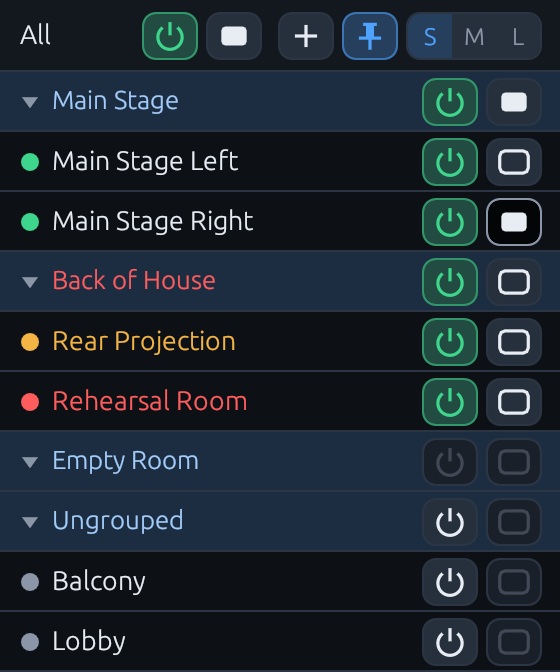 All S M L
Main Stage
Main Stage Left
Main Stage Right
Back of House
Rear Projection
Rehearsal Room
Empty Room
Ungrouped
Balcony
Lobby